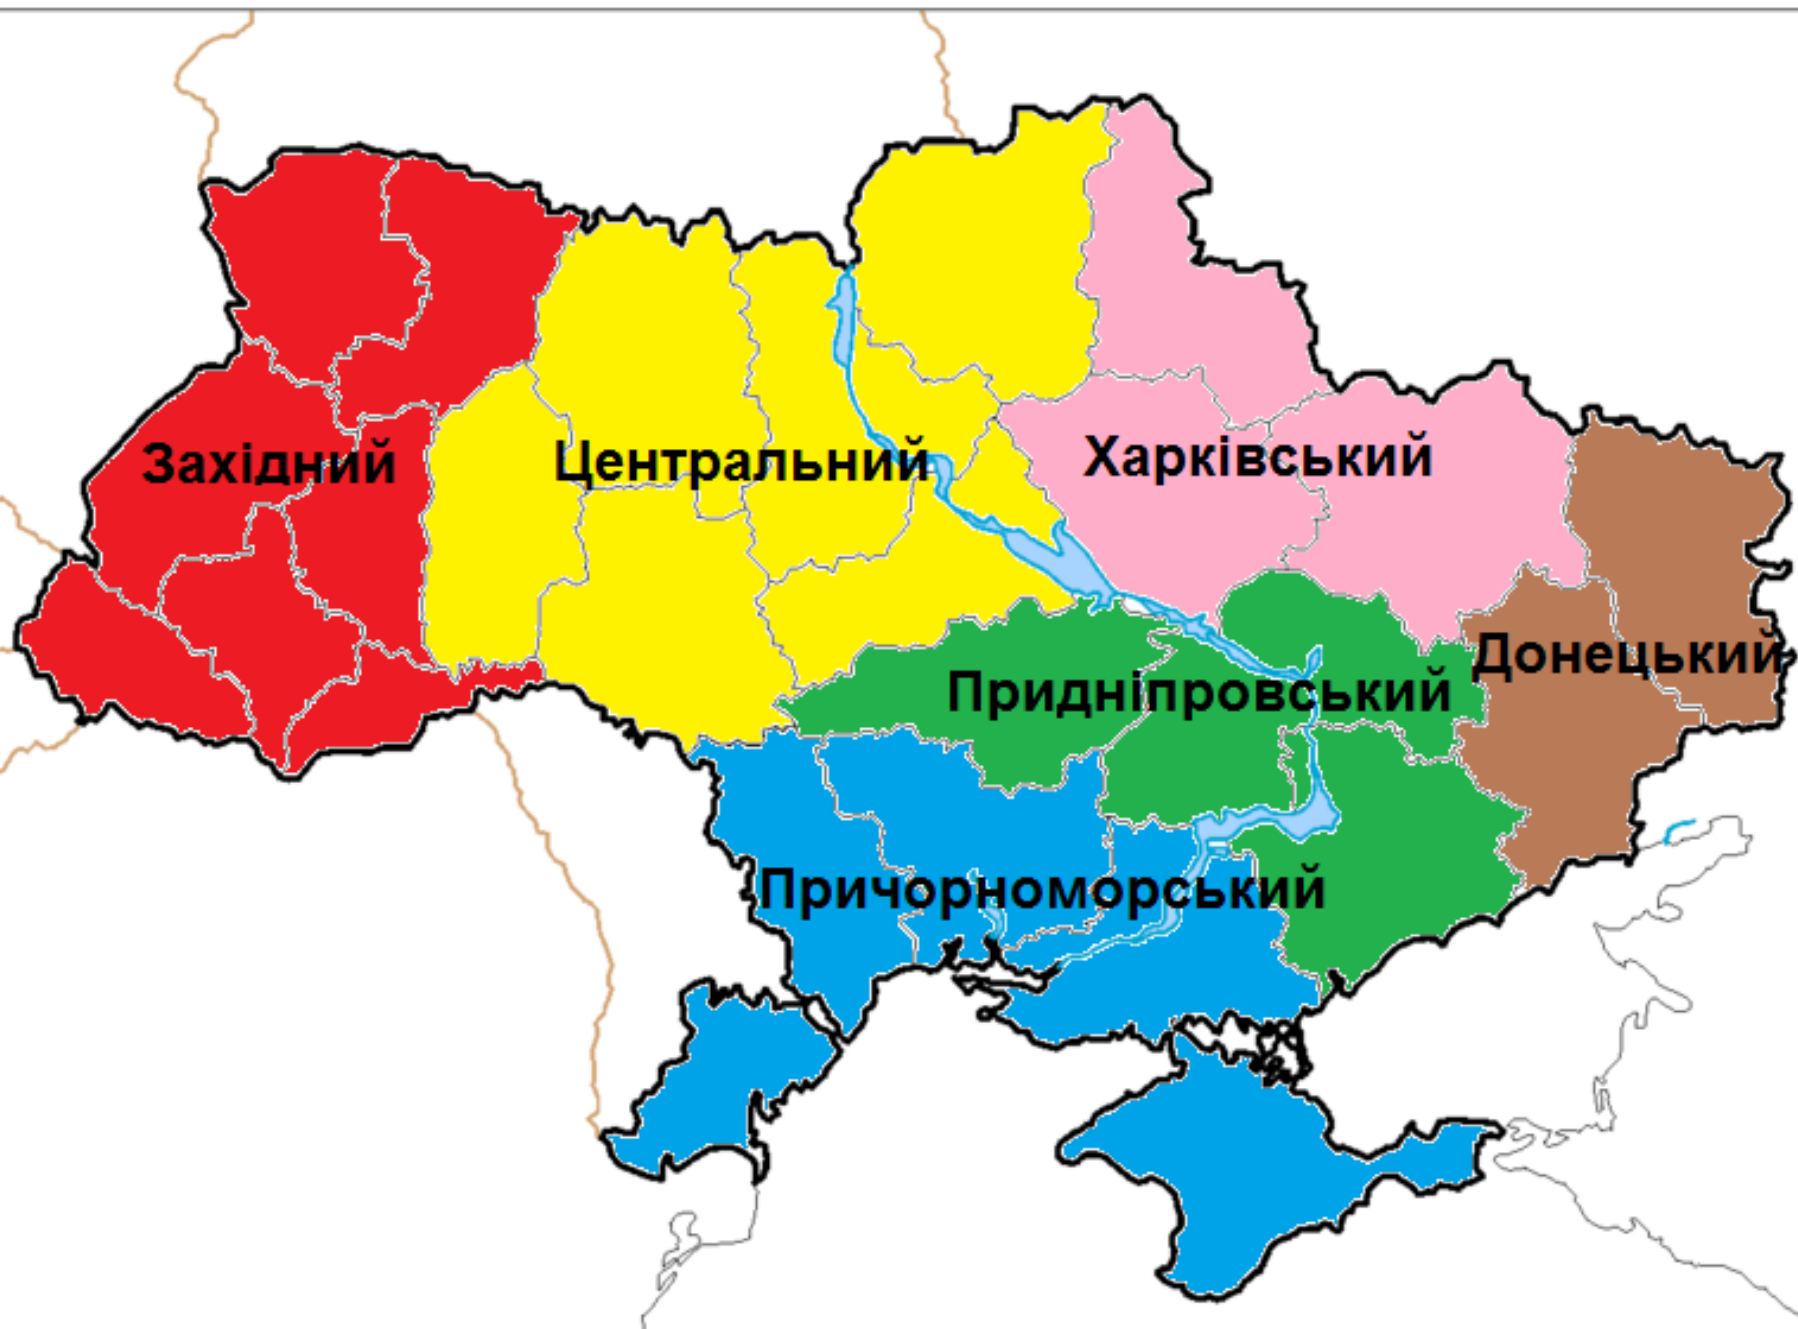 Західний
Центральний
Харківський
Донецький
Придніпровський
Причорноморський